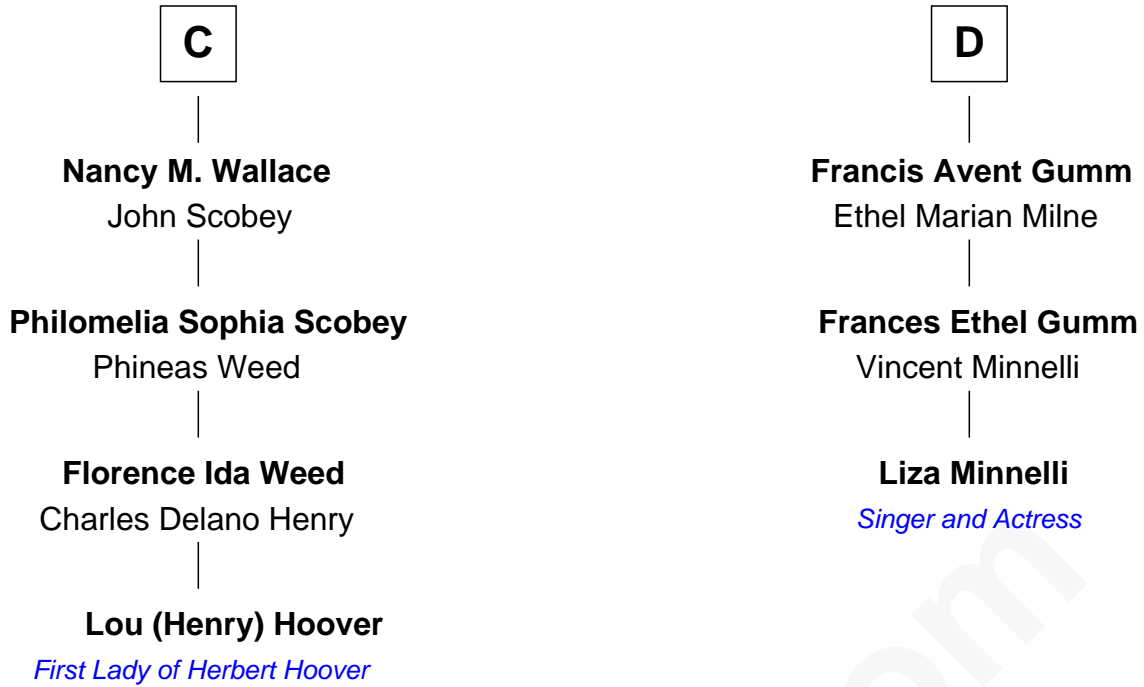 C
Nancy M. Wallace
John Scobey
Philomelia Sophia Scobey
Phineas Weed
Florence Ida Weed
Charles Delano Henry
Lou (Henry) Hoover
First Lady of Herbert Hoover
D
Francis Avent Gumm
Ethel Marian Milne
Frances Ethel Gumm
Vincent Minnelli
Liza Minnelli
Singer and Actress
om